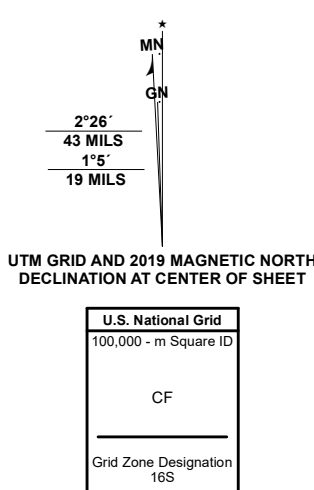 ★
MN
GN
2°26´
43 MILS
1°5´
19 MILS
UTM GRID AND 2019 MAGNETIC NORTH
DECLINATION AT CENTER OF SHEET
U.S. National Grid
100,000 - m Square ID
CF
Grid Zone Designation
16S